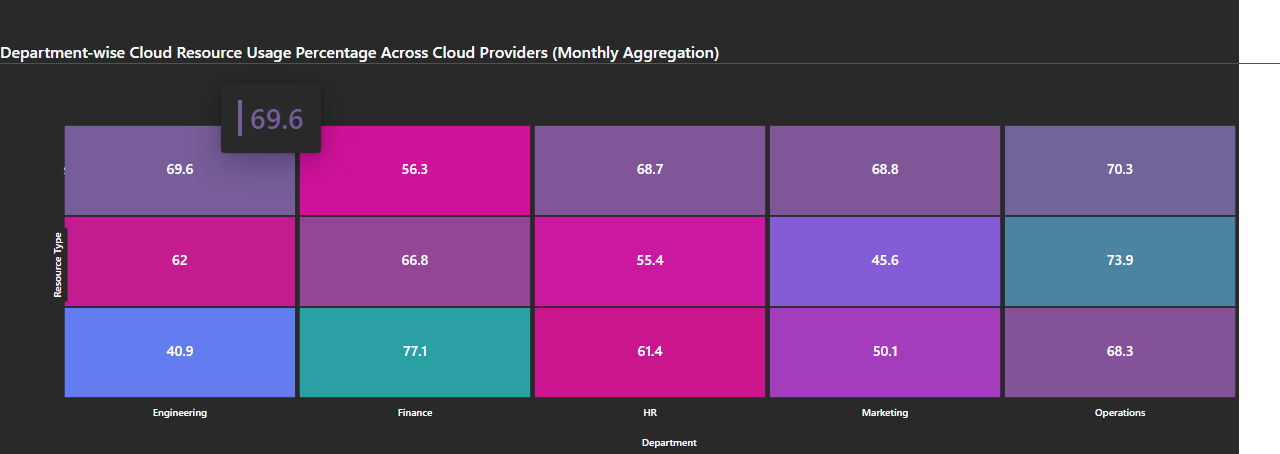 Department-wise Cloud Resource Usage Percentage Across Cloud Providers (Monthly Aggregation)
69.6
69.6 56.3 68.7 68.8 70.3
Resource Type
62 66.8 55.4 45.6 73.9
40.9 77.1 61.4 50.1 68.3
Engineering Finance HR Marketing Operations
Department